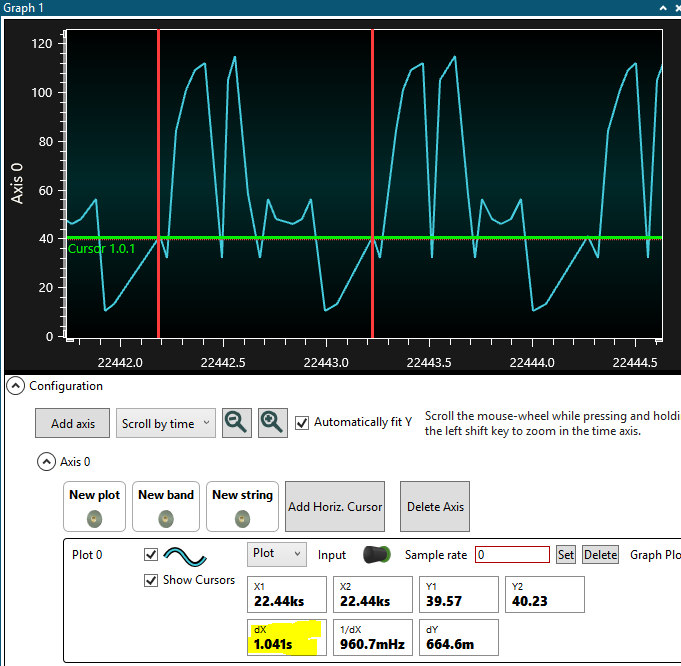 Graph 1
120
100
80
60
40
20
0
Axis 0
Cursor 1.0.1
22442.0 22442.5 22443.0 22443.5 22444.0 22444.5
Configuration
Add axis Scroll by time Automatically fit Y Scroll the mouse-wheel while pressing and holdi
the left shift key to zoom in the time axis.
Axis 0
New plot New band New string Add Horiz. Cursor Delete Axis
Plot 0 Plot Input Sample rate 0 Set Delete Graph Plo
Show Cursors
X1 X2 Y1 Y2
22.44ks 22.44ks 39.57 40.23
dX 1/dX dY
1.041s 960.7mHz 664.6m